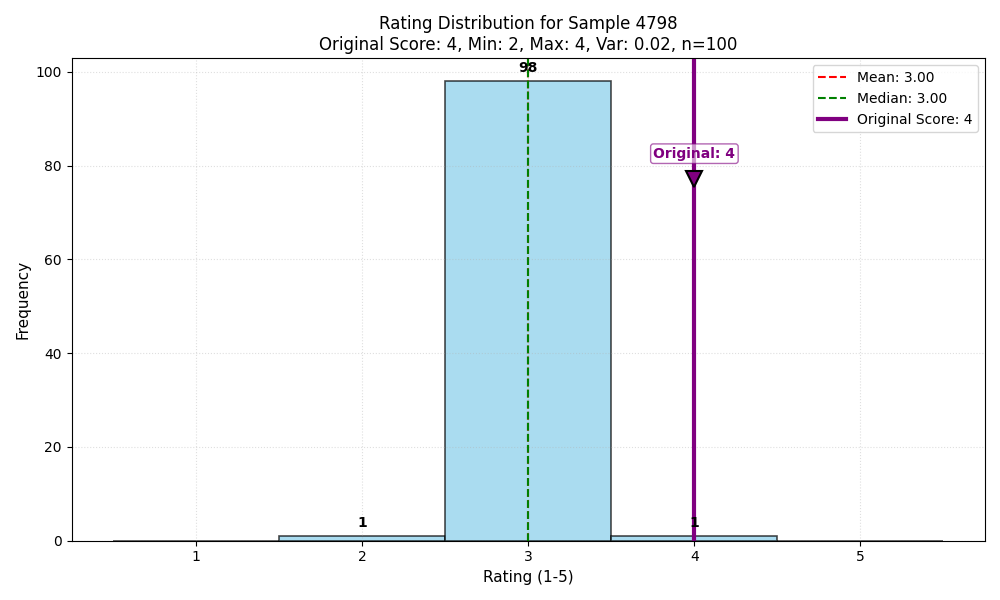 Rating Distribution for Sample 4798
Original Score: 4, Min: 2, Max: 4, Var: 0.02, n=100
98
Mean: 3.00
Median: 3.00
Original Score: 4
Original: 4
Frequency
100
80
60
40
20
0
1
1
1
2
3
4
5
Rating (1-5)